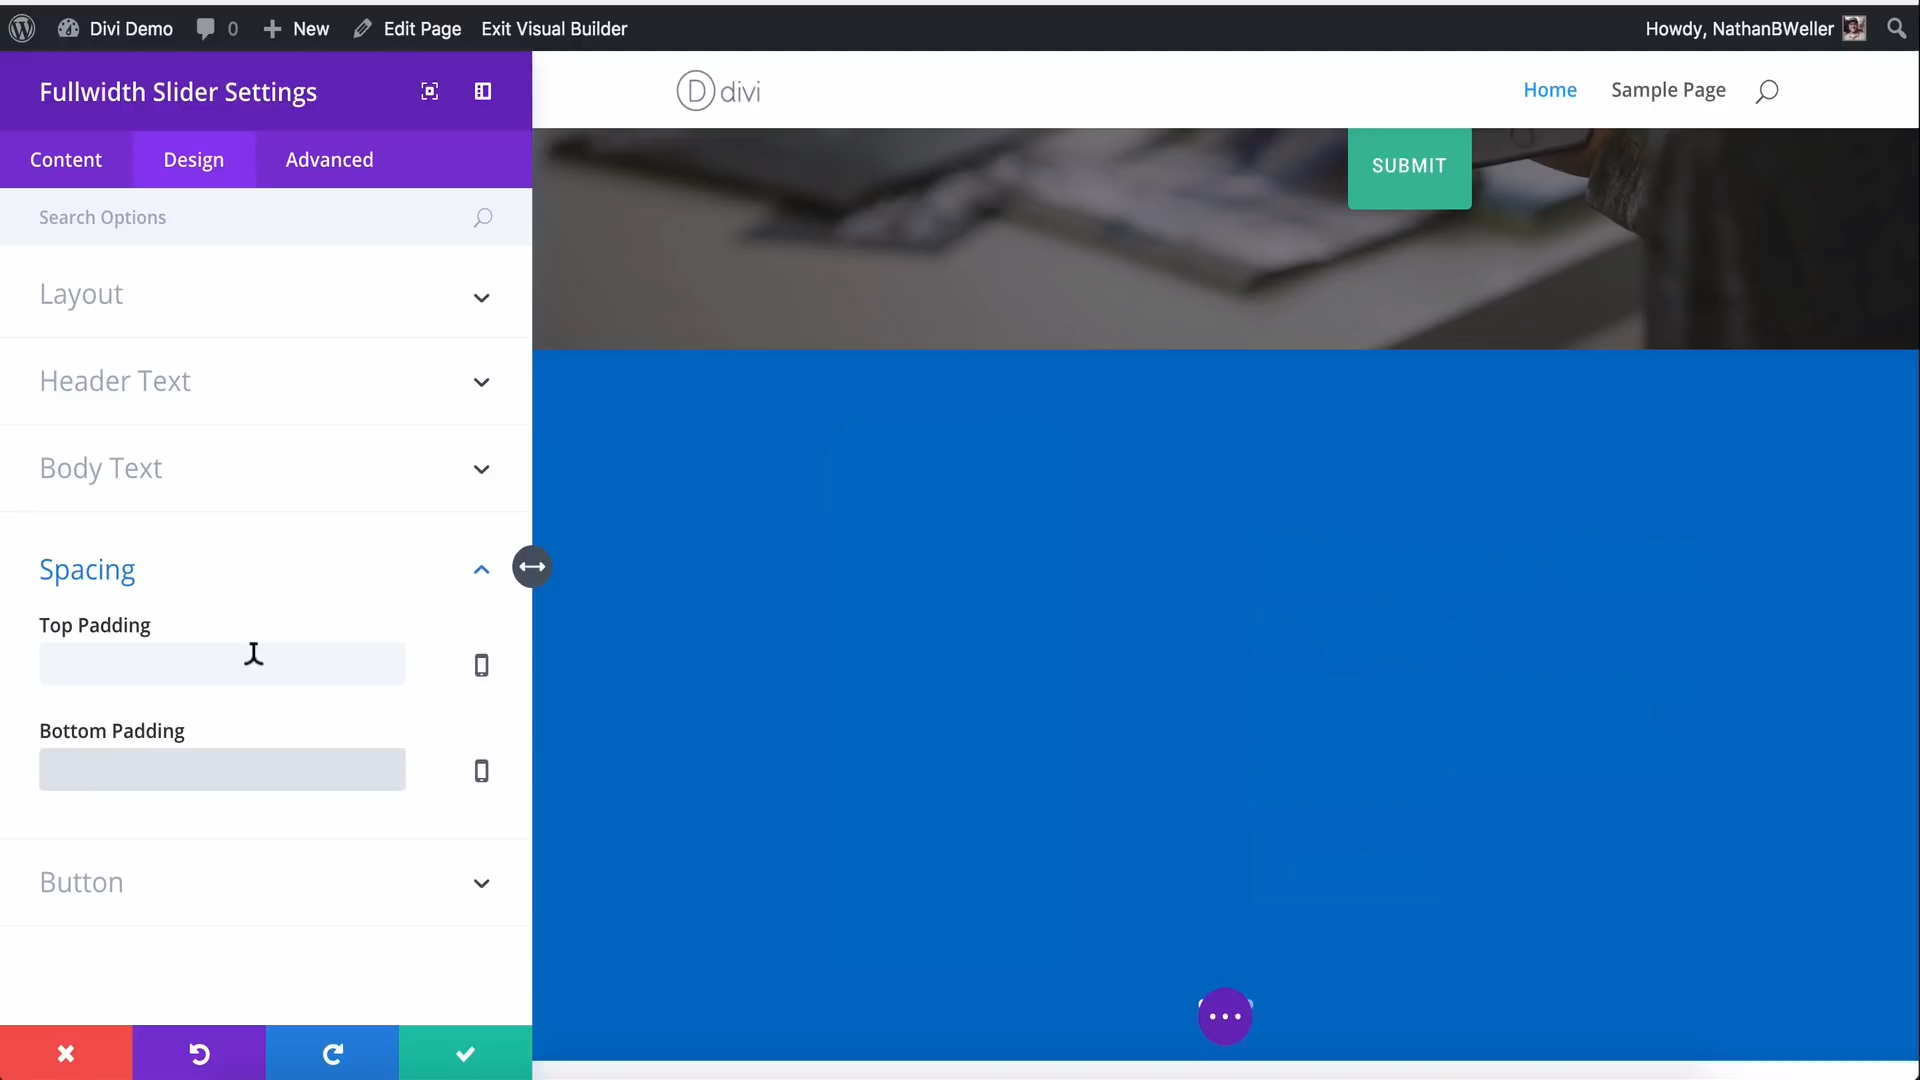 Divi Demo
0
New
Edit Page
Exit Visual Builder
Howdy, NathanBWeller
Fullwidth Slider Settings
D divi
Home
Sample Page
Content
Design
Advanced
SUBMIT
Search Options
Layout
Header Text
Body Text
Spacing
Top Padding
Bottom Padding
Button